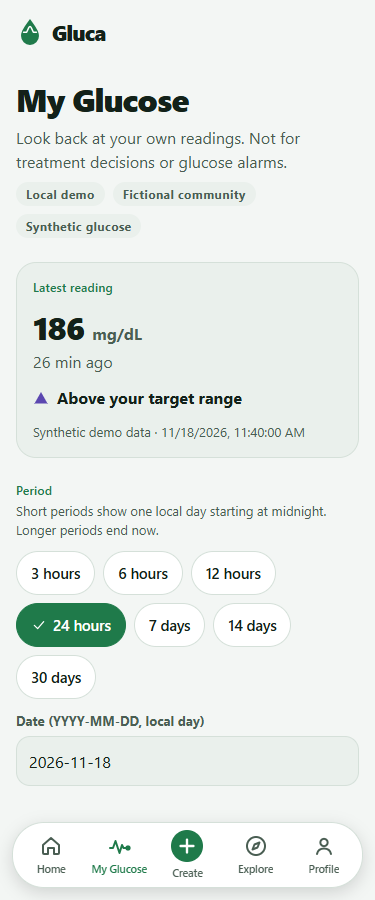 Gluca
My Glucose
Look back at your own readings. Not for
treatment decisions or glucose alarms.
Local demo
Fictional community
Synthetic glucose
Latest reading
186 mg/dL
26 min ago
Above your target range
Synthetic demo data · 11/18/2026, 11:40:00 AM
Period
Short periods show one local day starting at midnight.
Longer periods end now.
3 hours
6 hours
12 hours
24 hours
7 days
14 days
30 days
Date (YYYY-MM-DD, local day)
2026-11-18
Home
My Glucose
Create
Explore
Profile